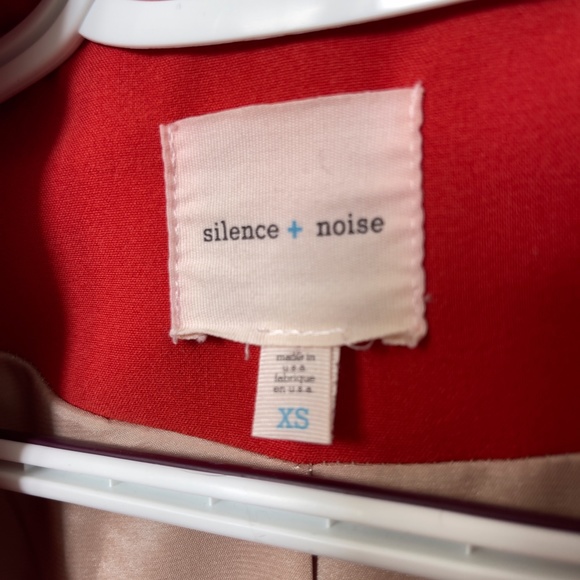 silence + noise
made in
u.s.a
fabrique
en u.s.a.
XS